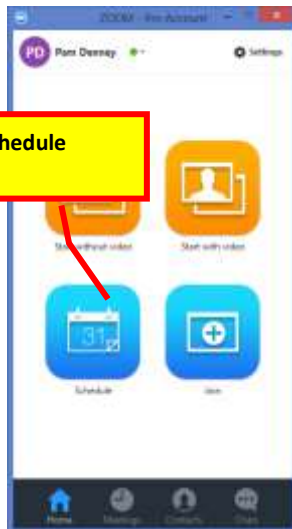 ZOOM - Pro Account
PD Pam Denney Settings
hedule
Start without video Start with video
31
Schedule Join
Home Meetings Contacts Chats